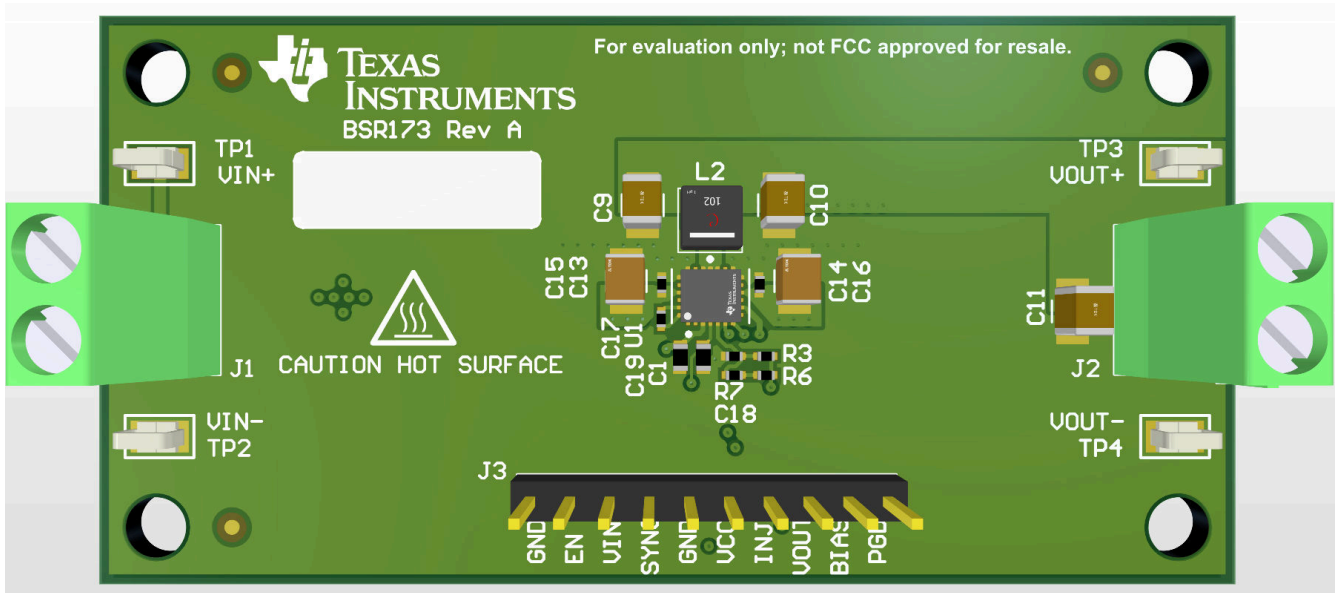 For evaluation only; not FCC approved for resale.
TEXAS
INSTRUMENTS
BSR173 Rev A
TP1
VIN+
TP3
VOUT+
L2
C9
C10
102
C15
C13
C14
C16
C17
U1
C19
C1
TEXAS
INSTRUMENTS
C11
R3
R6
R7
C18
J1
J2
CAUTION HOT SURFACE
VIN-
TP2
VOUT-
TP4
J3
GND
EN
VIN
SYNC
GND
VCC
INJ
VOUT
BIAS
PGD